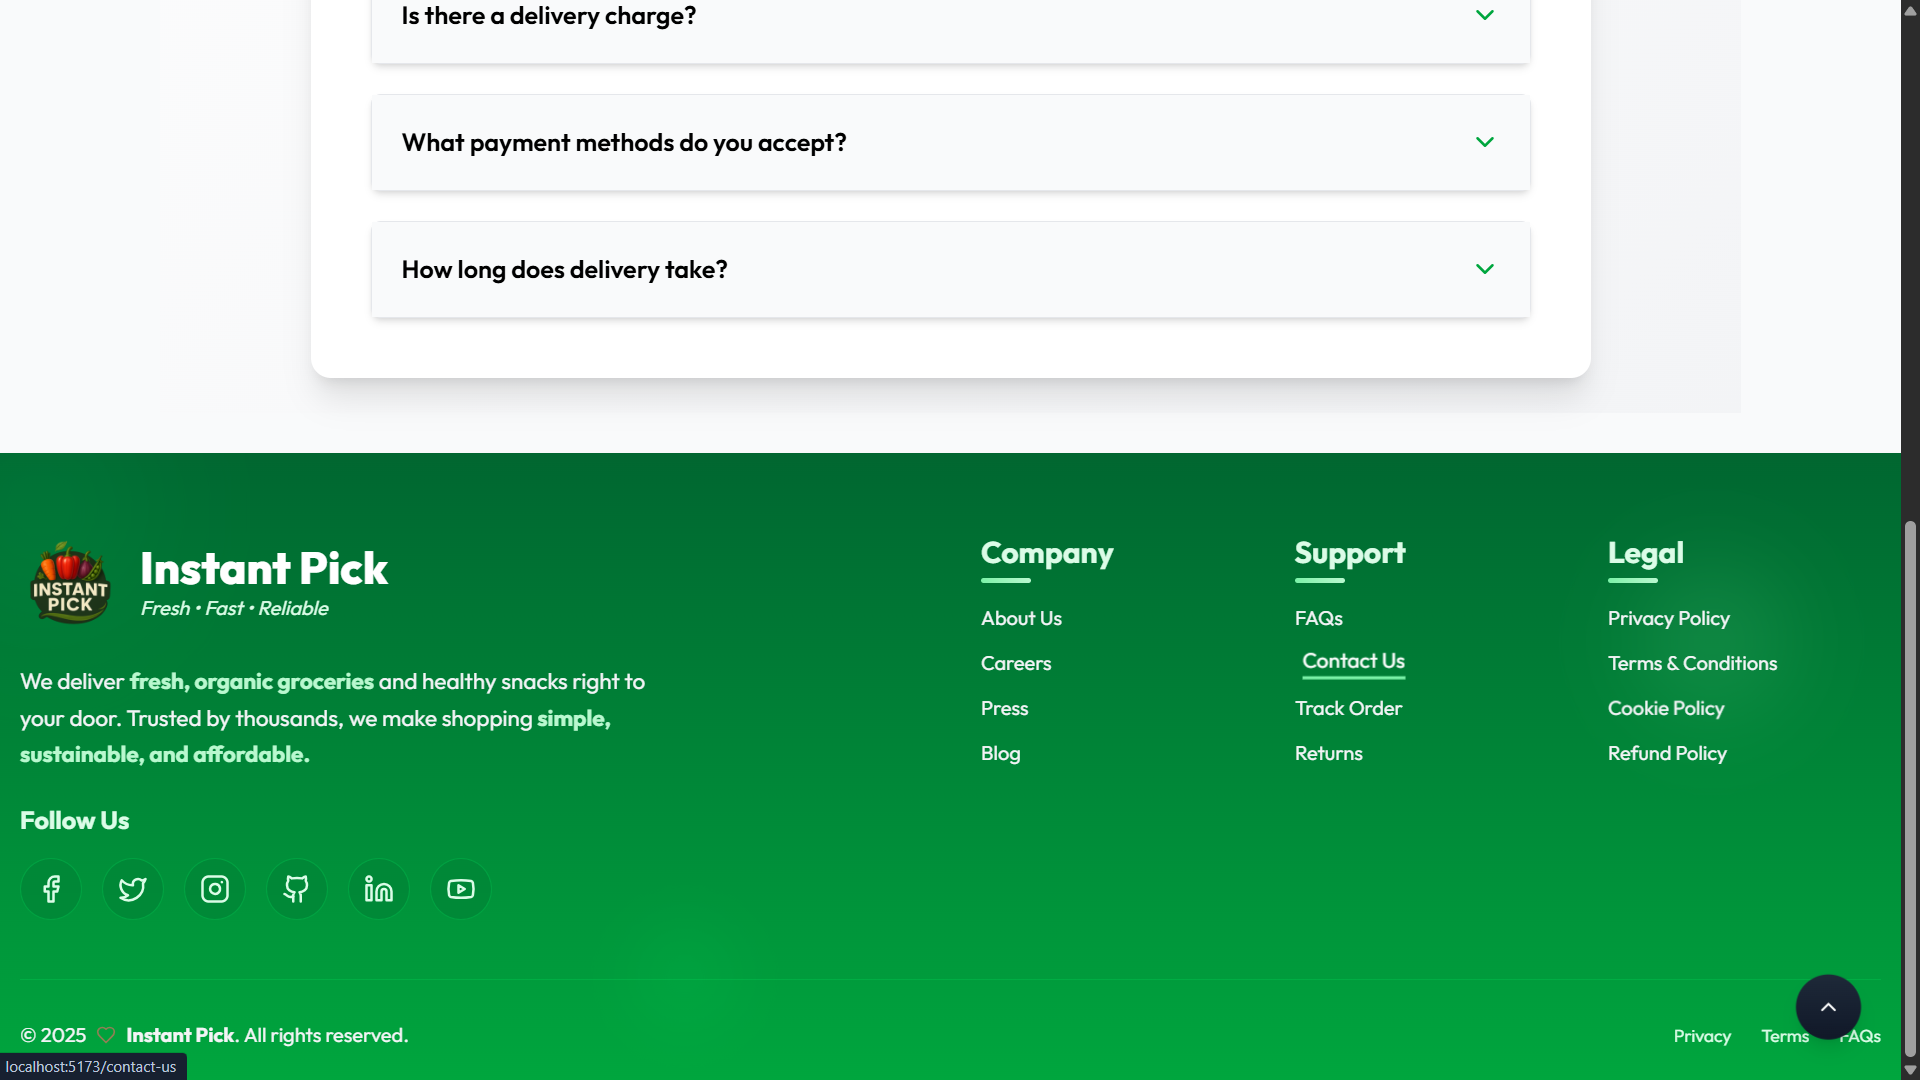 Is there a delivery charge?
What payment methods do you accept?
How long does delivery take?
INSTANT
PICK
Instant Pick
Fresh • Fast • Reliable
We deliver fresh, organic groceries and healthy snacks right to
your door. Trusted by thousands, we make shopping simple,
sustainable, and affordable.
Follow Us
Company
About Us
Careers
Press
Blog
Support
FAQs
Contact Us
Track Order
Returns
Legal
Privacy Policy
Terms & Conditions
Cookie Policy
Refund Policy
© 2025 Instant Pick. All rights reserved.
Privacy Terms FAQs
localhost:5173/contact-us